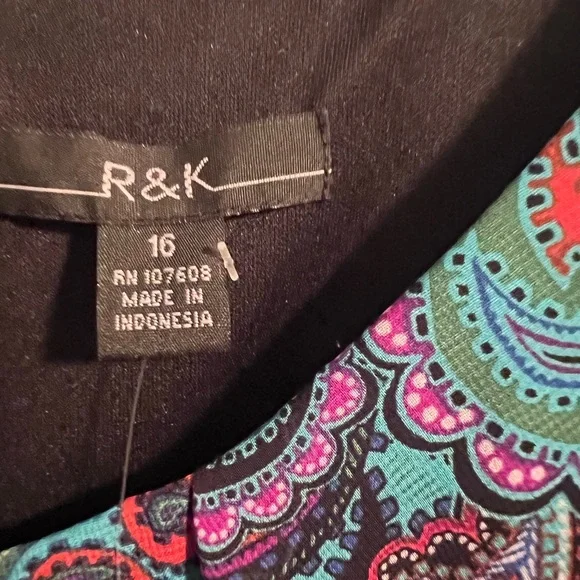 R&K
16
RN 107608
MADE IN
INDONESIA